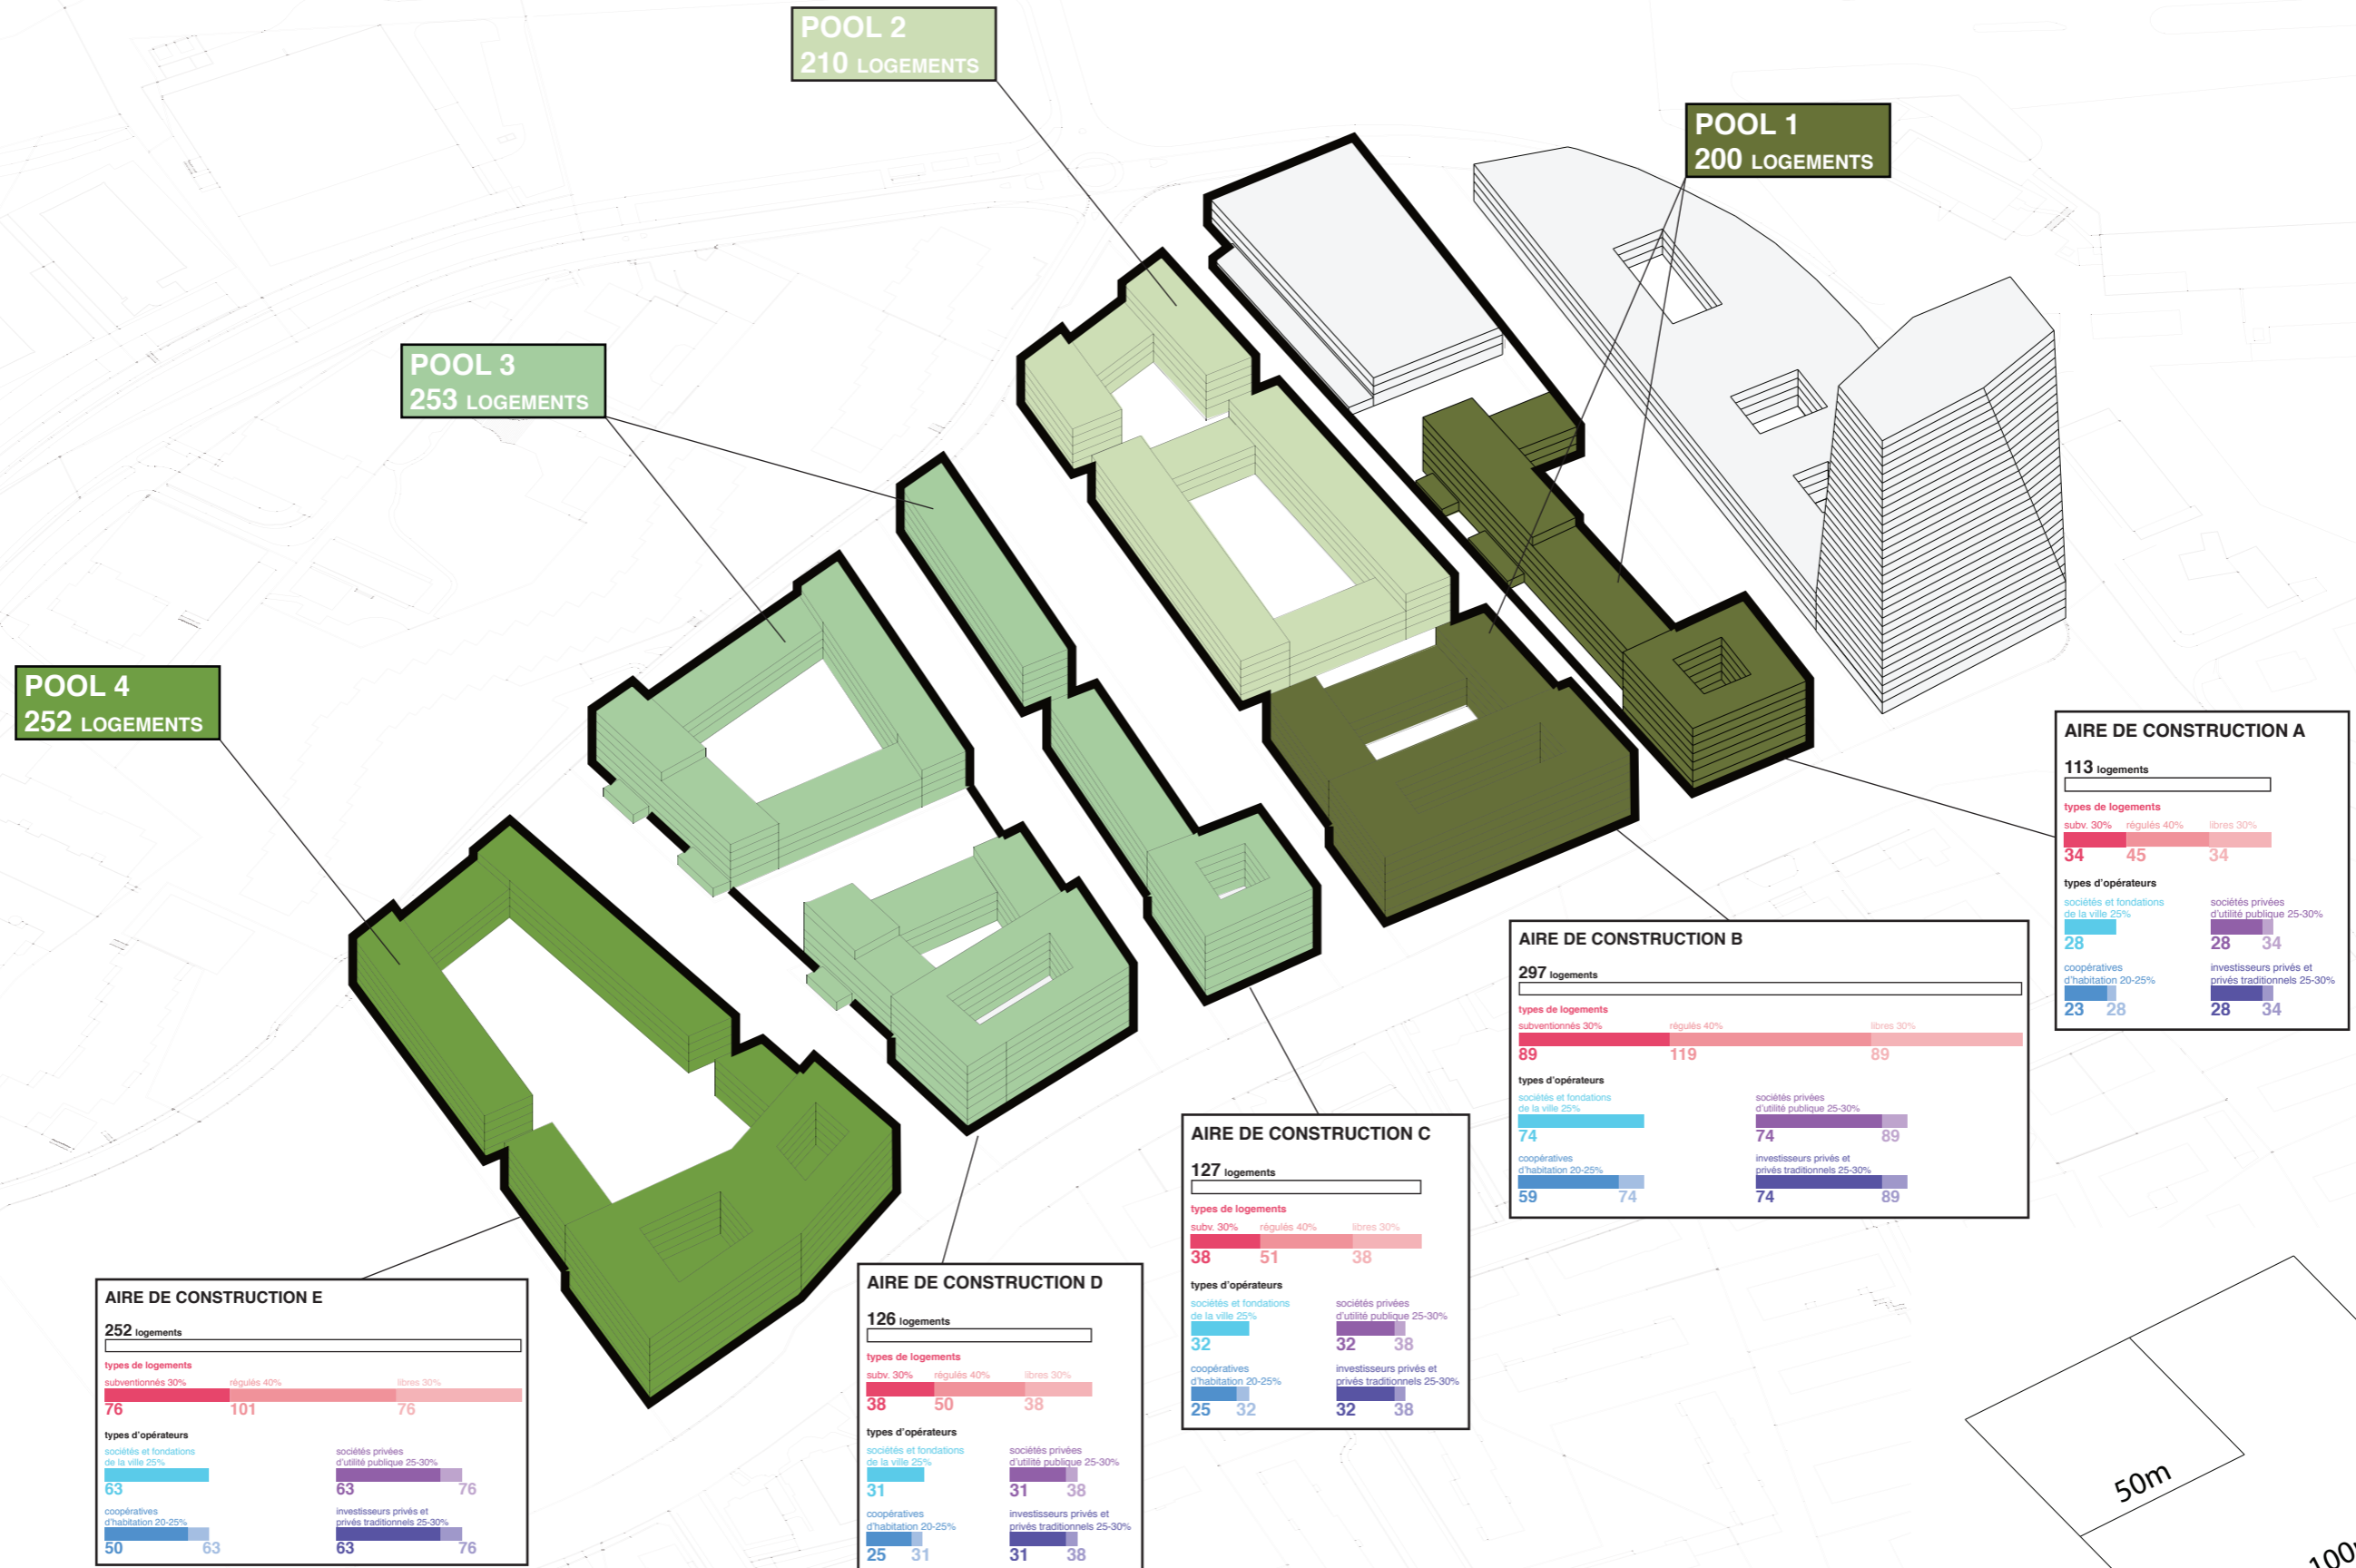 POOL 2
210 LOGEMENTS
POOL 1
200 LOGEMENTS
POOL 3
253 LOGEMENTS
POOL 4
252 LOGEMENTS
AIRE DE CONSTRUCTION A
113 logements
types de logements
subv. 30% régulés 40% libres 30%
34 45 34
types d'opérateurs
sociétés et fondations
de la ville 25%
28
sociétés privées
d'utilité publique 25-30%
28 34
coopératives
d'habitation 20-25%
23 28
investisseurs privés et
privés traditionnels 25-30%
28 34
AIRE DE CONSTRUCTION B
297 logements
types de logements
subventionnés 30% régulés 40% libres 30%
89 119 89
types d'opérateurs
sociétés et fondations
de la ville 25%
74
sociétés privées
d'utilité publique 25-30%
74 89
coopératives
d'habitation 20-25%
59 74
investisseurs privés et
privés traditionnels 25-30%
74 89
AIRE DE CONSTRUCTION C
127 logements
types de logements
subv. 30% régulés 40% libres 30%
38 51 38
types d'opérateurs
sociétés et fondations
de la ville 25%
32
sociétés privées
d'utilité publique 25-30%
32 38
coopératives
d'habitation 20-25%
25 32
investisseurs privés et
privés traditionnels 25-30%
32 38
AIRE DE CONSTRUCTION D
126 logements
types de logements
subv. 30% régulés 40% libres 30%
38 50 38
types d'opérateurs
sociétés et fondations
de la ville 25%
31
sociétés privées
d'utilité publique 25-30%
31 38
coopératives
d'habitation 20-25%
25 31
investisseurs privés et
privés traditionnels 25-30%
31 38
AIRE DE CONSTRUCTION E
252 logements
types de logements
subventionnés 30% régulés 40% libres 30%
76 101 76
types d'opérateurs
sociétés et fondations
de la ville 25%
63
sociétés privées
d'utilité publique 25-30%
63 76
coopératives
d'habitation 20-25%
50 63
investisseurs privés et
privés traditionnels 25-30%
63 76
50m